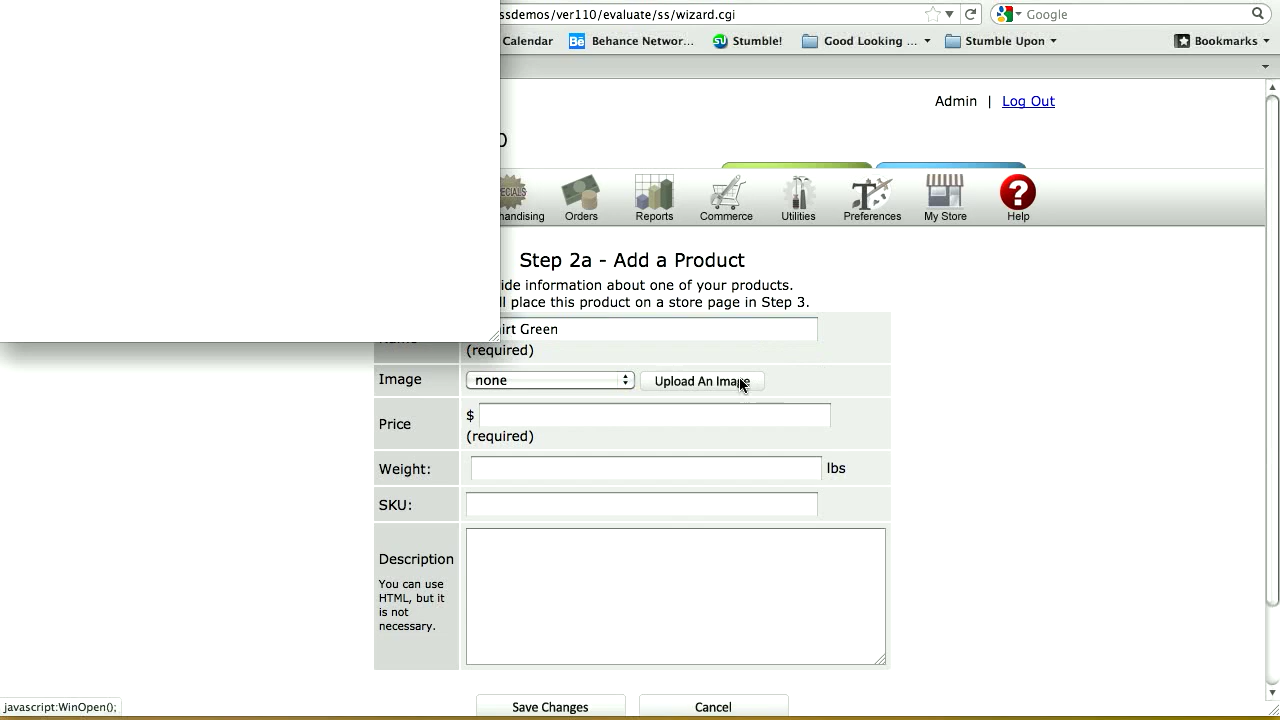 ssdemos/ver110/evaluate/ss/wizard.cgi
Google
Calendar
Bē Behance Networ...
su Stumble!
Good Looking ...
Stumble Upon
Bookmarks
Admin | Log Out
Orders
Reports
Commerce
Utilities
Preferences
My Store
Help
Step 2a - Add a Product
information about one of your products.
place this product on a store page in Step 3.
Green
(required)
Image
none
Upload An Image
Price
$
(required)
Weight:
lbs
SKU:
Description
You can use
HTML, but it
is not
necessary.
Save Changes
Cancel
javascript:WinOpen();